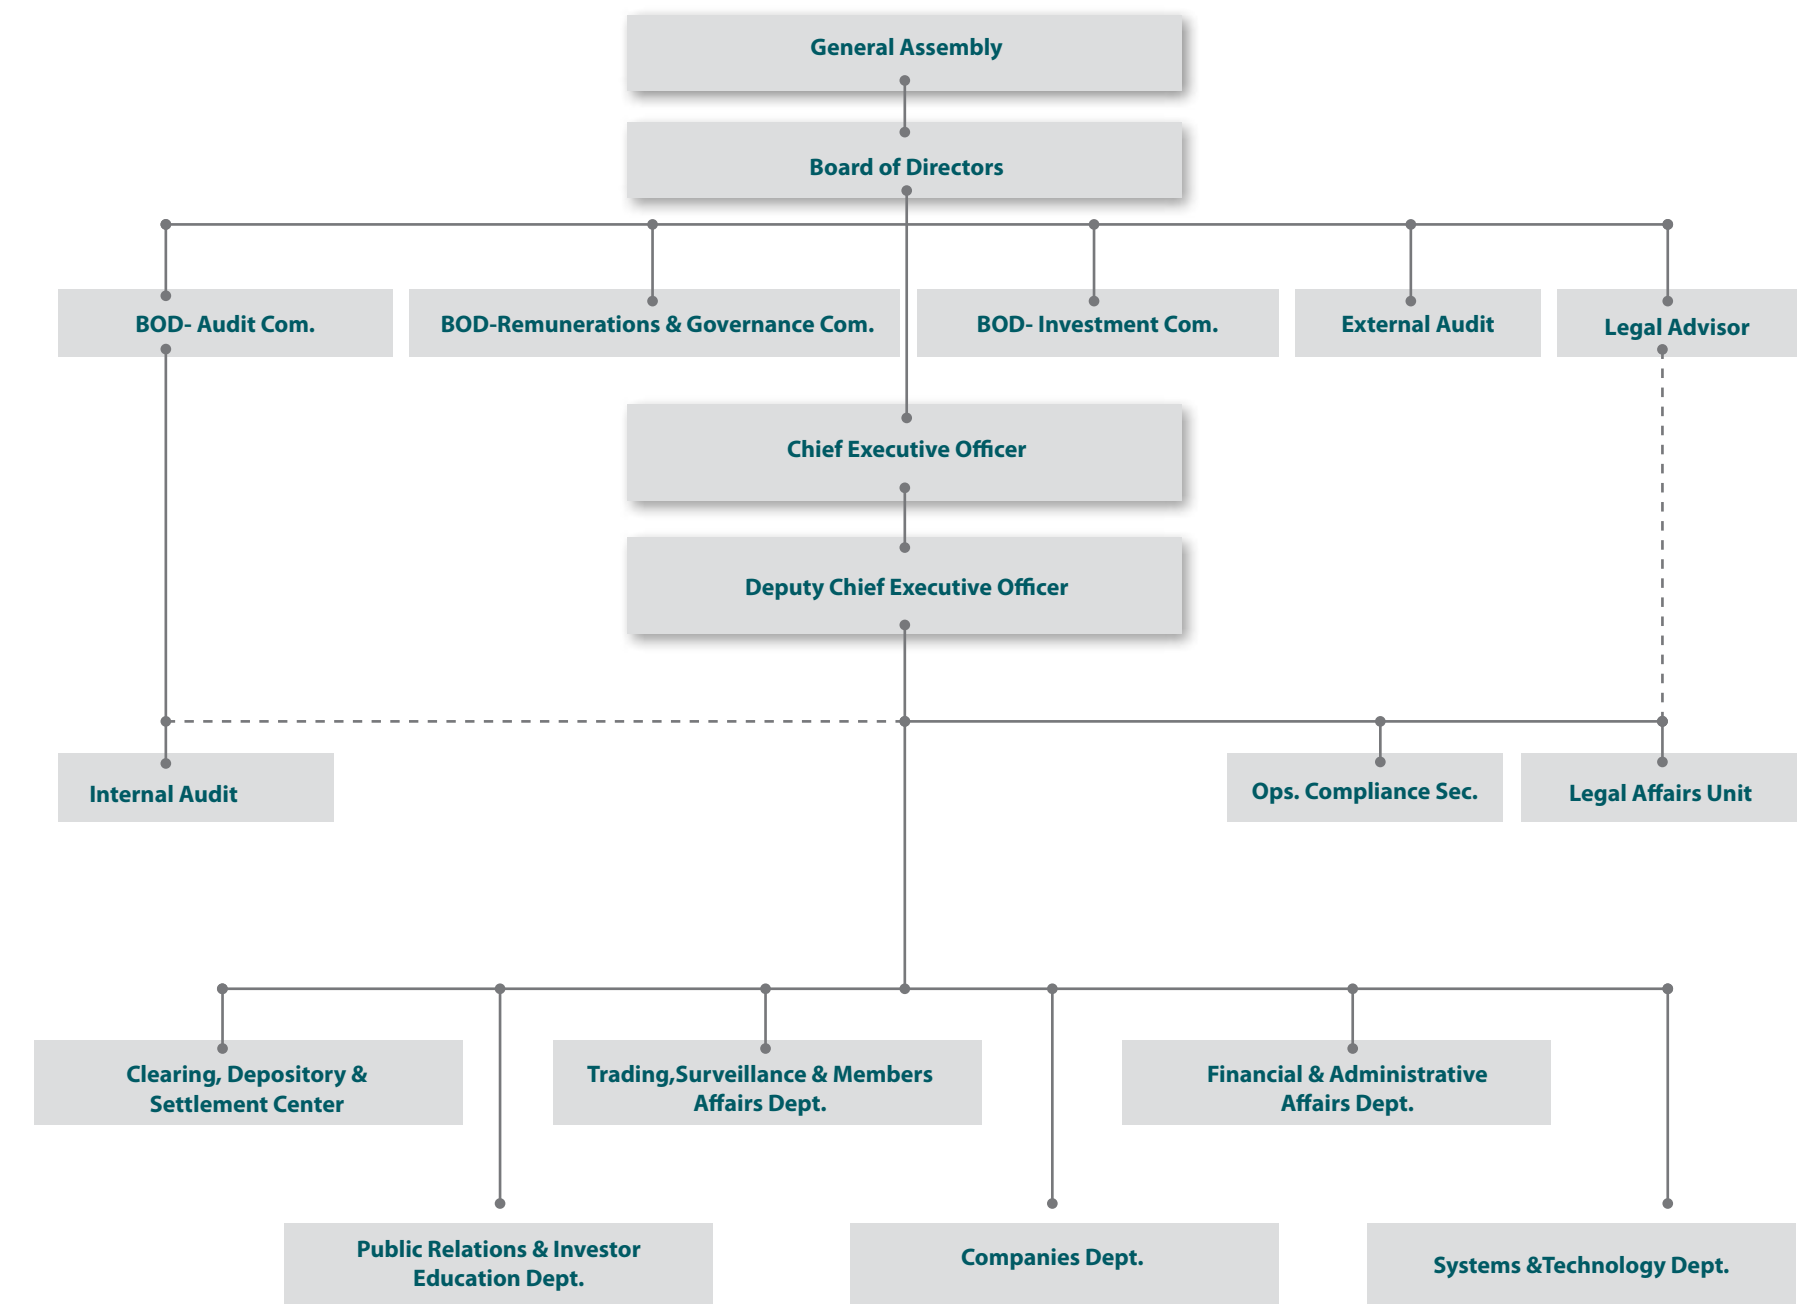 General Assembly
Board of Directors
BOD- Audit Com.
BOD-Remunerations & Governance Com.
BOD- Investment Com.
External Audit
Legal Advisor
Chief Executive Officer
Deputy Chief Executive Officer
Internal Audit
Ops. Compliance Sec.
Legal Affairs Unit
Clearing, Depository &
Settlement Center
Trading,Surveillance & Members
Affairs Dept.
Financial & Administrative
Affairs Dept.
Public Relations & Investor
Education Dept.
Companies Dept.
Systems &Technology Dept.